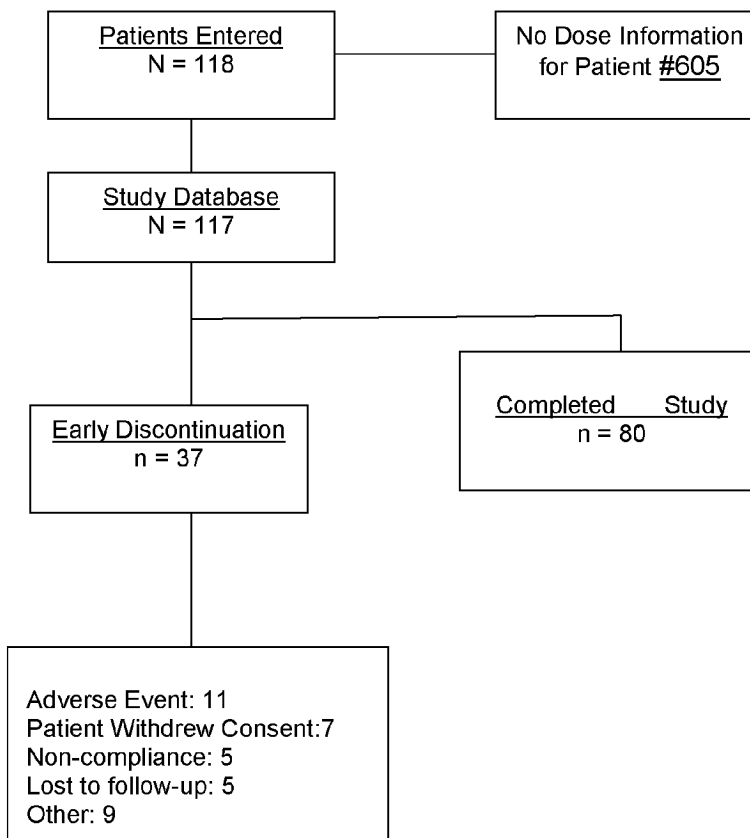 Patients Entered
N = 118
No Dose Information
for Patient #605
Study Database
N = 117
Completed Study
n = 80
Early Discontinuation
n = 37
Adverse Event: 11
Patient Withdrew Consent:7
Non-compliance: 5
Lost to follow-up: 5
Other: 9